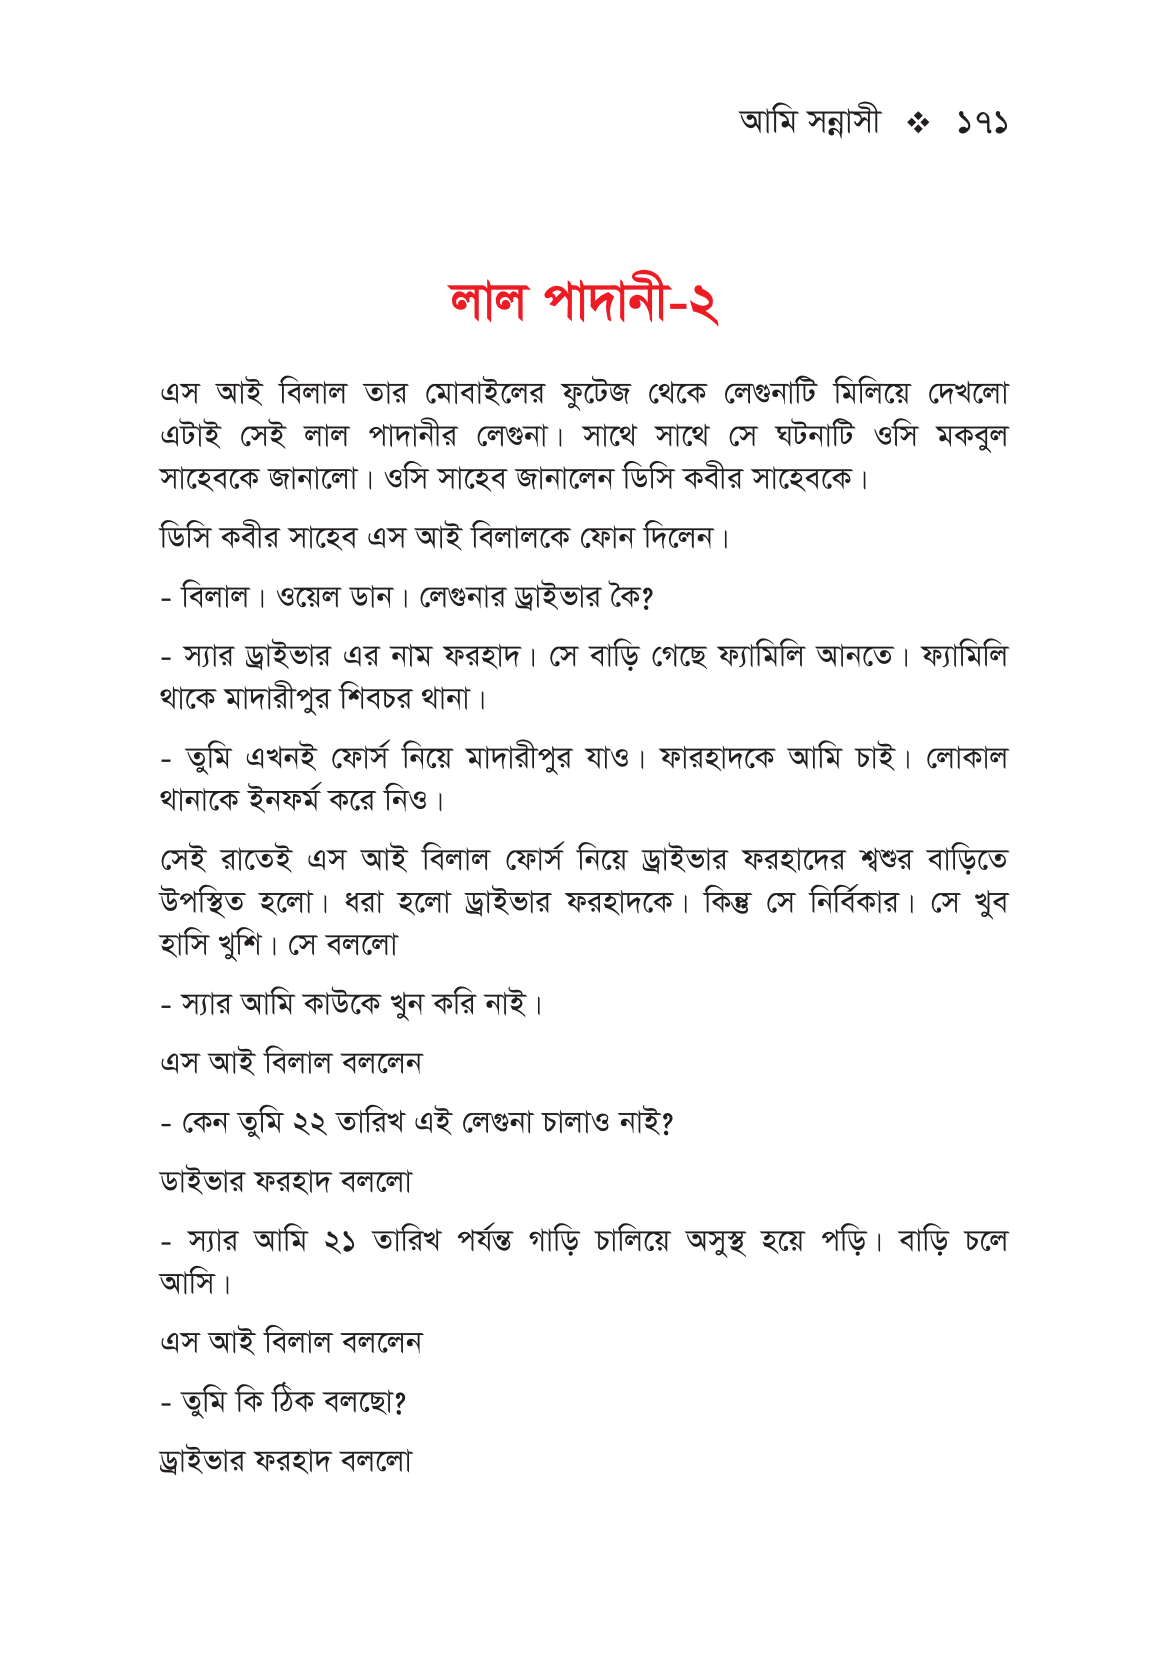 আমি সন্নাসী ❖ ১৭১
লাল পাদানী-২
এস আই বিলাল তার মোবাইলের ফুটেজ থেকে লেগুনাটি মিলিয়ে দেখলো
এটাই সেই লাল পাদানীর লেগুনা। সাথে সাথে সে ঘটনাটি ওসি মকবুল
সাহেবকে জানালো। ওসি সাহেব জানালেন ডিসি কবীর সাহেবকে।
ডিসি কবীর সাহেব এস আই বিলালকে ফোন দিলেন।
- বিলাল। ওয়েল ডান। লেগুনার ড্রাইভার কৈ?
- স্যার ড্রাইভার এর নাম ফরহাদ। সে বাড়ি গেছে ফ্যামিলি আনতে। ফ্যামিলি
থাকে মাদারীপুর শিবচর থানা।
- তুমি এখনই ফোর্স নিয়ে মাদারীপুর যাও। ফারহাদকে আমি চাই। লোকাল
থানাকে ইনফর্ম করে নিও।
সেই রাতেই এস আই বিলাল ফোর্স নিয়ে ড্রাইভার ফরহাদের শ্বশুর বাড়িতে
উপস্থিত হলো। ধরা হলো ড্রাইভার ফরহাদকে। কিন্তু সে নির্বিকার। সে খুব
হাসি খুশি। সে বললো
- স্যার আমি কাউকে খুন করি নাই।
এস আই বিলাল বললেন
- কেন তুমি ২২ তারিখ এই লেগুনা চালাও নাই?
ডাইভার ফরহাদ বললো
- স্যার আমি ২১ তারিখ পর্যন্ত গাড়ি চালিয়ে অসুস্থ হয়ে পড়ি। বাড়ি চলে
আসি।
এস আই বিলাল বললেন
- তুমি কি ঠিক বলছো?
ড্রাইভার ফরহাদ বললো